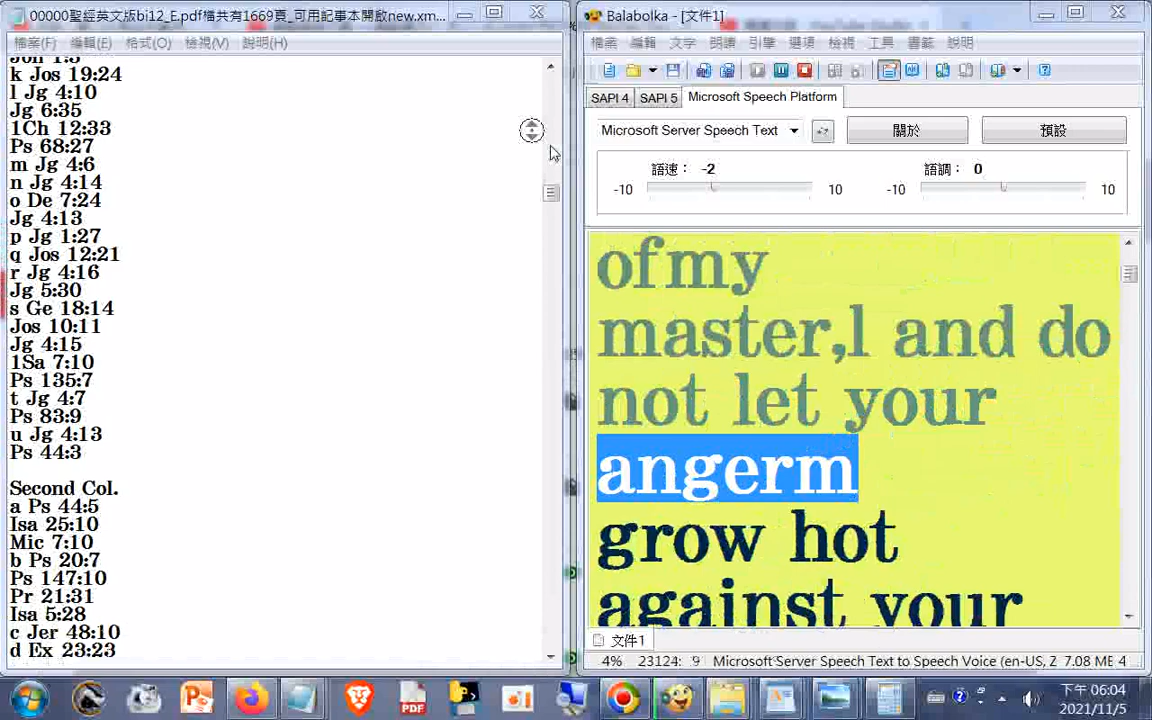 00000聖經英文版bi12_E.pdf檔共有1669頁_可用記事本開啟new.xm...
檔案(F) 編輯(E) 格式(O) 檢視(V) 說明(H)
Jon 1:3
k Jos 19:24
l Jg 4:10
Jg 6:35
1Ch 12:33
Ps 68:27
m Jg 4:6
n Jg 4:14
o De 7:24
Jg 4:13
p Jg 1:27
q Jos 12:21
r Jg 4:16
Jg 5:30
s Ge 18:14
Jos 10:11
Jg 4:15
1Sa 7:10
Ps 135:7
t Jg 4:7
Ps 83:9
u Jg 4:13
Ps 44:3
Second Col.
a Ps 44:5
Isa 25:10
Mic 7:10
b Ps 20:7
Ps 147:10
Pr 21:31
Isa 5:28
c Jer 48:10
d Ex 23:23
Balabolka - [文件1]
檔案 編輯 文字 朗讀 引擎 選項 檢視 工具 書籤 說明
SAPI 4 SAPI 5 Microsoft Speech Platform
Microsoft Server Speech Text 關於 預設
語速： -2 語調： 0
-10 10 -10 10
of my
master,l and do
not let your
angerm
grow hot
against your
文件1
4% 23124: 9 Microsoft Server Speech Text to Speech Voice (en-US, Z 7.08 ME 4
PDF
下午 06:04
2021/11/5